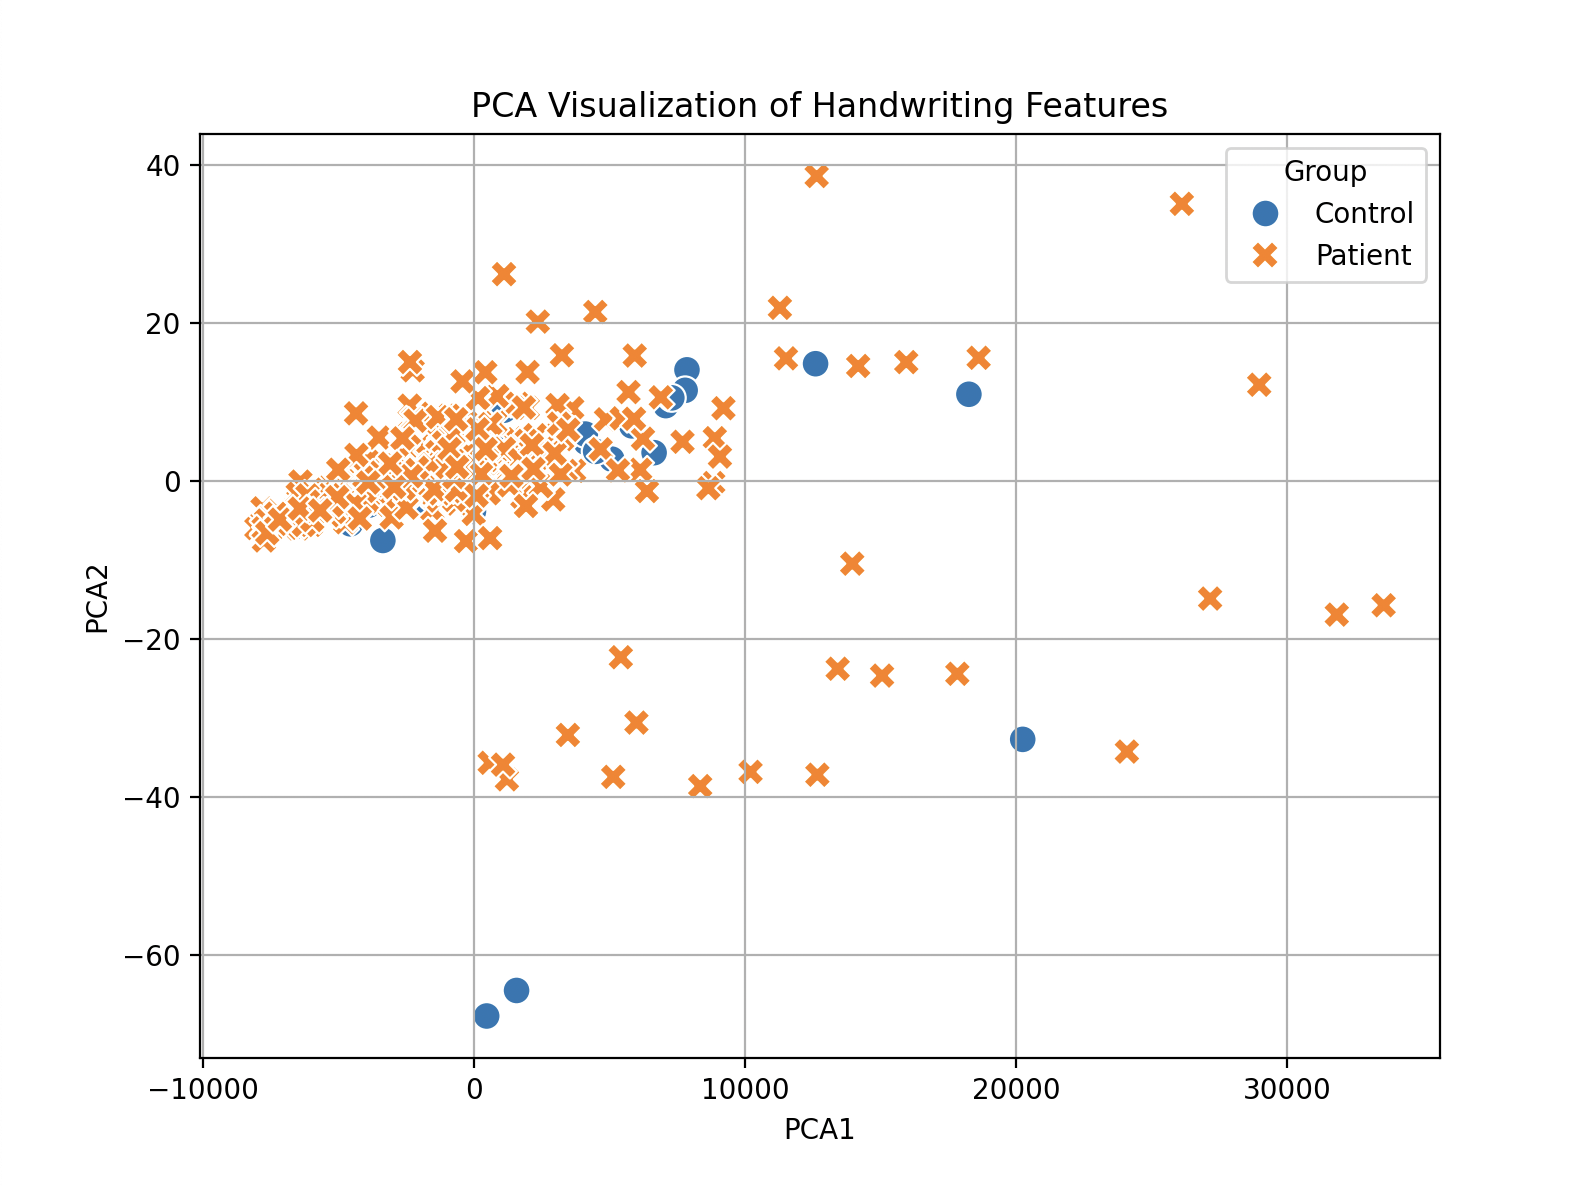 PCA Visualization of Handwriting Features
Group
Control
Patient
40
20
0
−20
−40
−60
PCA2
−10000
0
10000
20000
30000
PCA1